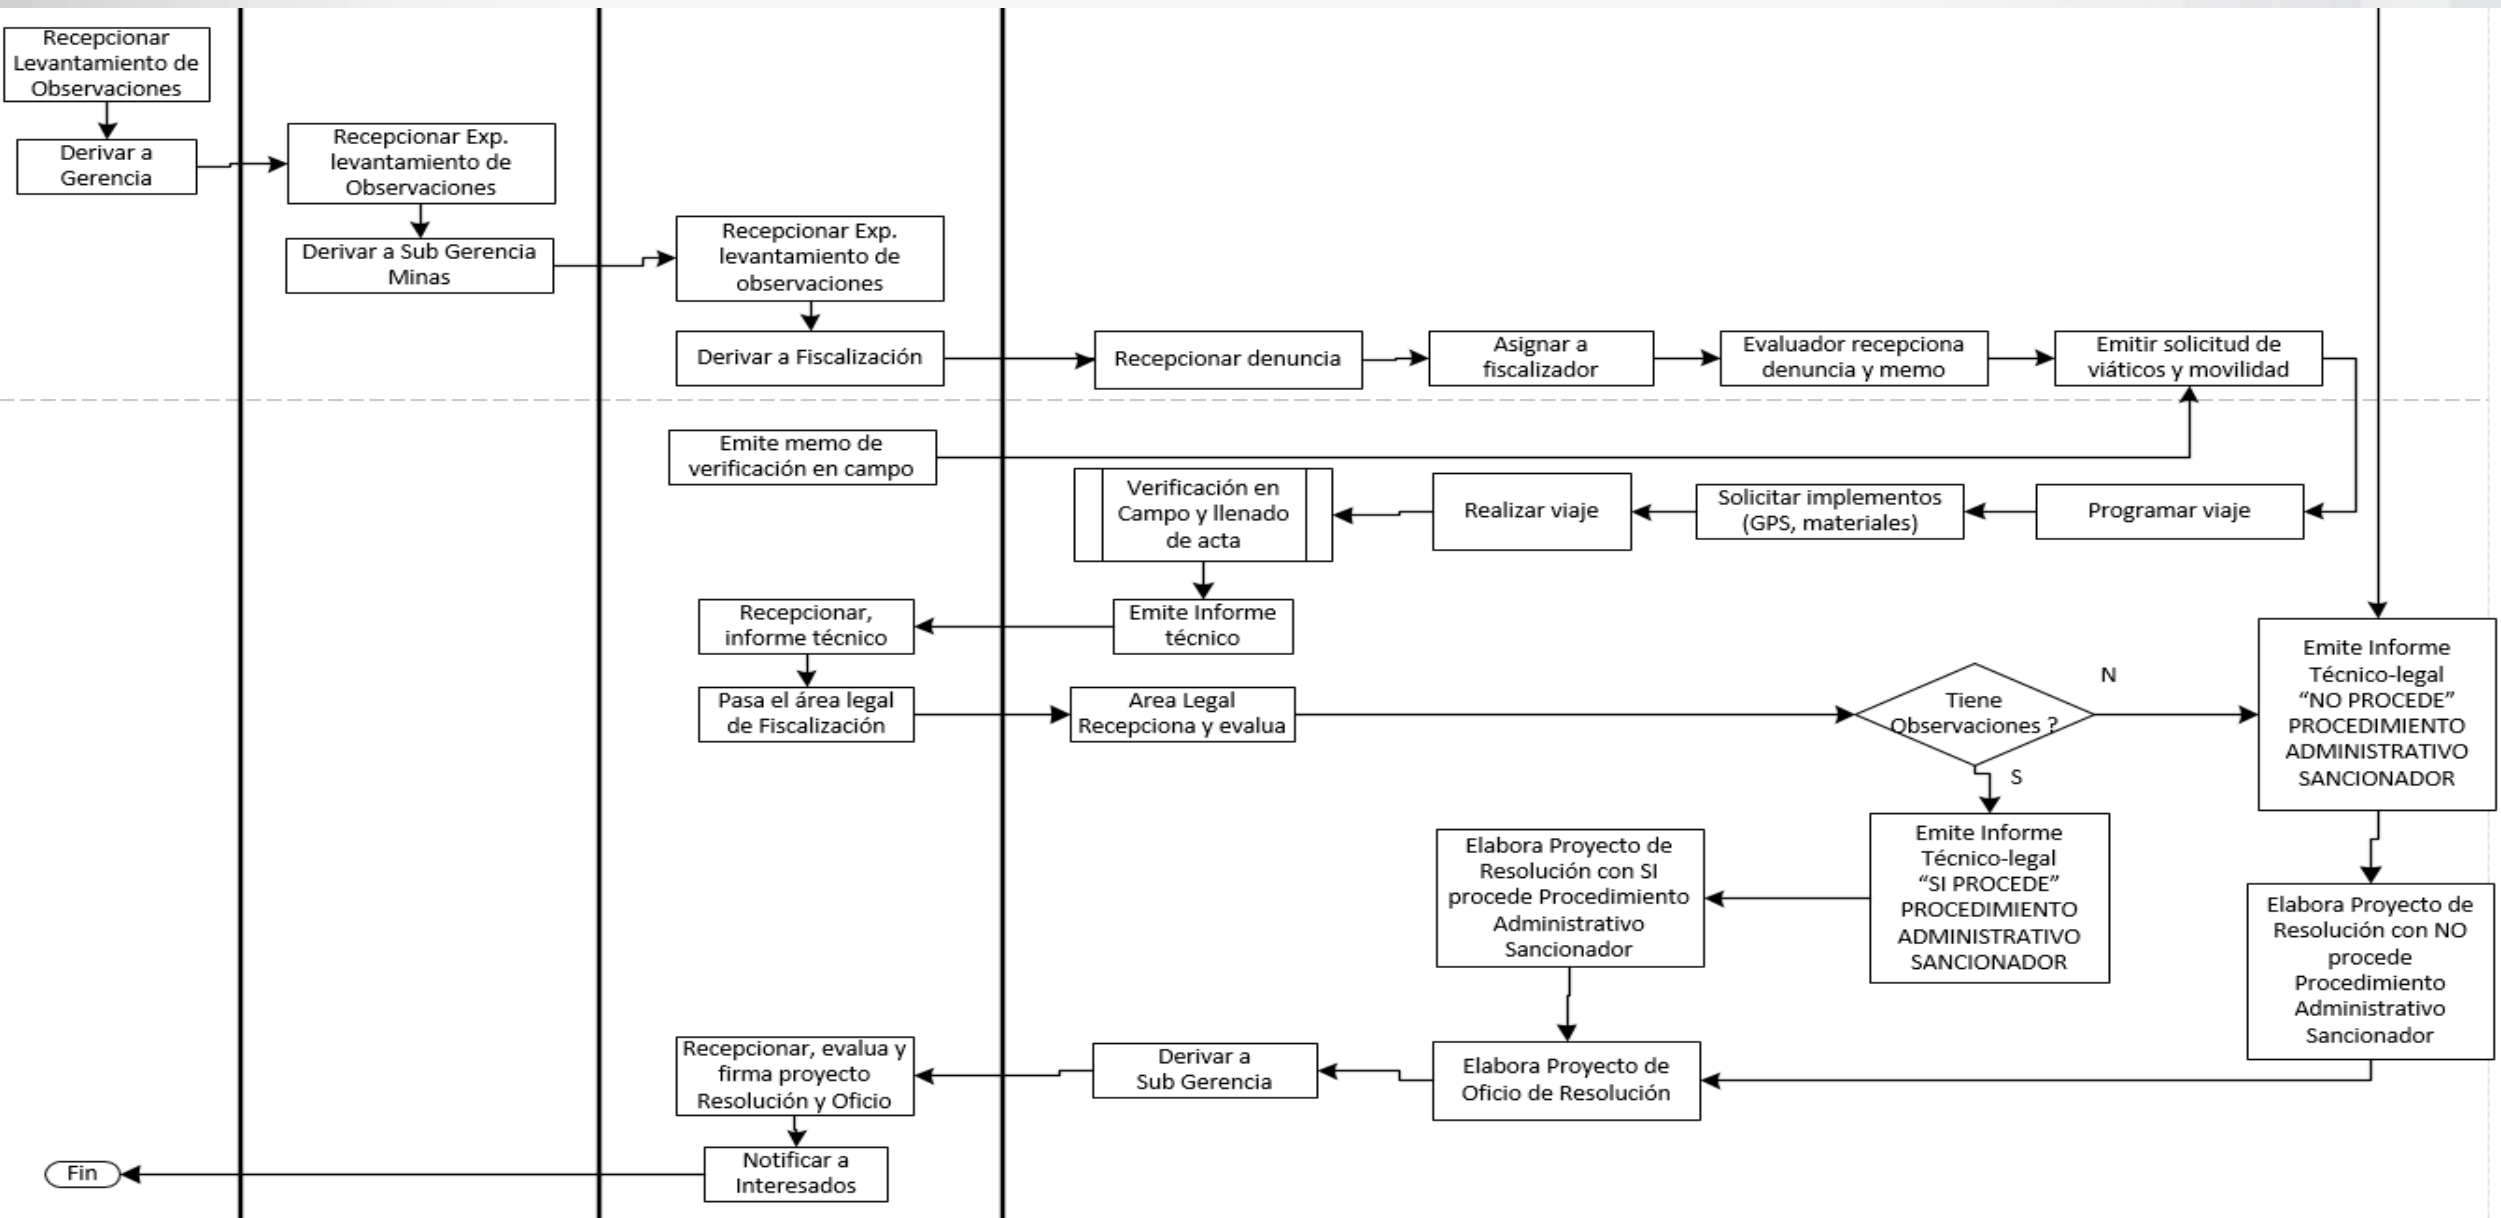 Recepcionar
Levantamiento de
Observaciones
Derivar a
Gerencia
Recepcionar Exp.
levantamiento de
Observaciones
Derivar a Sub Gerencia
Minas
Recepcionar Exp.
levantamiento de
observaciones
Derivar a Fiscalización
Recepcionar denuncia
Asignar a
fiscalizador
Evaluador recepciona
denuncia y memo
Emitir solicitud de
viáticos y movilidad
Emite memo de
verificación en campo
Verificación en
Campo y llenado
de acta
Realizar viaje
Solicitar implementos
(GPS, materiales)
Programar viaje
Recepcionar,
informe técnico
Emite Informe
técnico
Pasa el área legal
de Fiscalización
Area Legal
Recepciona y evalua
Tiene
Observaciones ?
N
S
Emite Informe
Técnico-legal
“NO PROCEDE”
PROCEDIMIENTO
ADMINISTRATIVO
SANCIONADOR
Emite Informe
Técnico-legal
“SI PROCEDE”
PROCEDIMIENTO
ADMINISTRATIVO
SANCIONADOR
Elabora Proyecto de
Resolución con SI
procede Procedimiento
Administrativo
Sancionador
Elabora Proyecto de
Resolución con NO
procede
Procedimiento
Administrativo
Sancionador
Recepcionar, evalua y
firma proyecto
Resolución y Oficio
Derivar a
Sub Gerencia
Elabora Proyecto de
Oficio de Resolución
Notificar a
Interesados
Fin